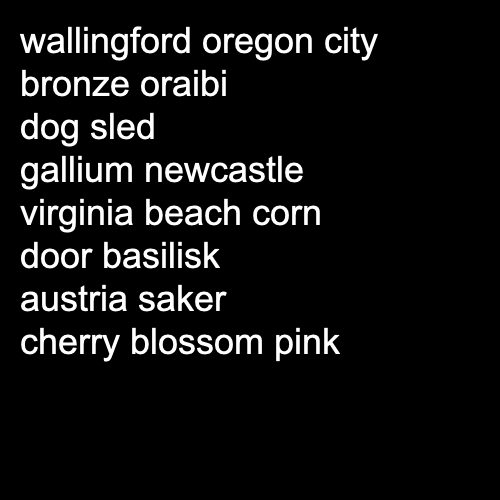 wallingford oregon city
bronze oraibi
dog sled
gallium newcastle
virginia beach corn
door basilisk
austria saker
cherry blossom pink